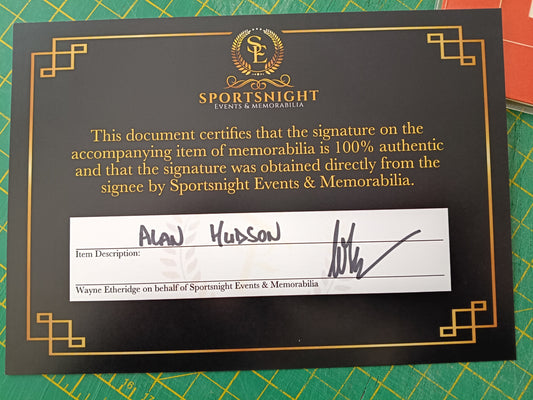 SE
SPORTSNIGHT
EVENTS & MEMORABILIA
This document certifies that the signature on the
accompanying item of memorabilia is 100% authentic
and that the signature was obtained directly from the
signee by Sportsnight Events & Memorabilia.
ALAN HUDSON
Item Description:
Wayne Etheridge on behalf of Sportsnight Events & Memorabilia